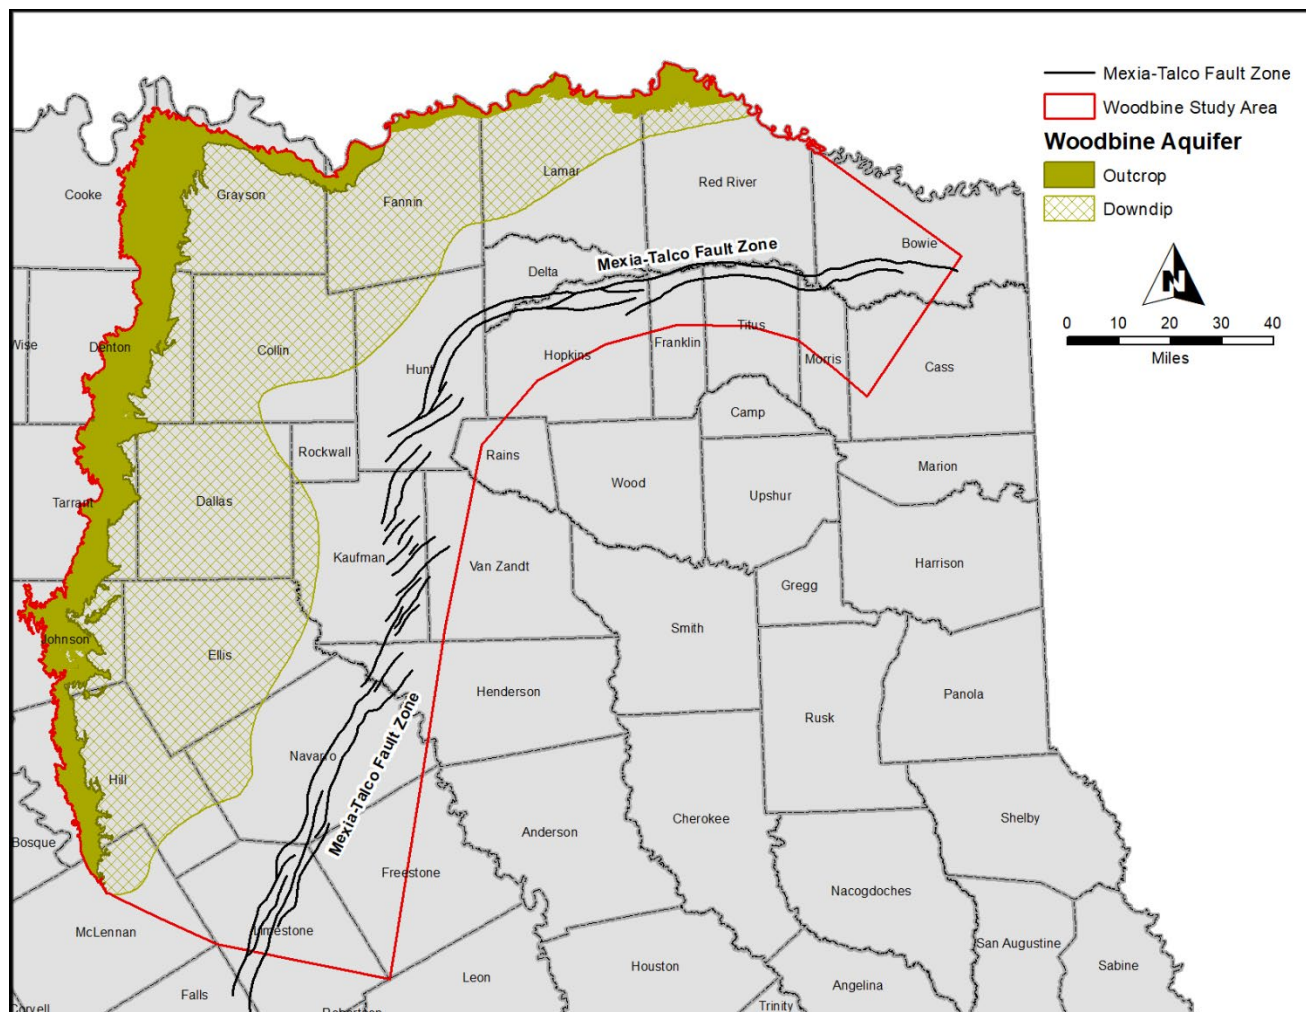 Mexia-Talco Fault Zone
Woodbine Study Area
Woodbine Aquifer
Outcrop
Downdip
N
0 10 20 30 40
Miles
Cooke
Grayson
Fannin
Lamar
Red River
Bowie
Mexia-Talco Fault Zone
Delta
Wise
Denton
Collin
Hunt
Hopkins
Franklin
Titus
Morris
Cass
Camp
Rockwall
Rains
Wood
Upshur
Marion
Tarrant
Dallas
Kaufman
Van Zandt
Gregg
Harrison
Johnson
Ellis
Smith
Henderson
Rusk
Panola
Mexia-Talco Fault Zone
Navarro
Hill
Bosque
Anderson
Cherokee
Shelby
Freestone
Nacogdoches
McLennan
Limestone
San Augustine
Sabine
Falls
Leon
Houston
Angelina
Trinity
Coryell
Robertson